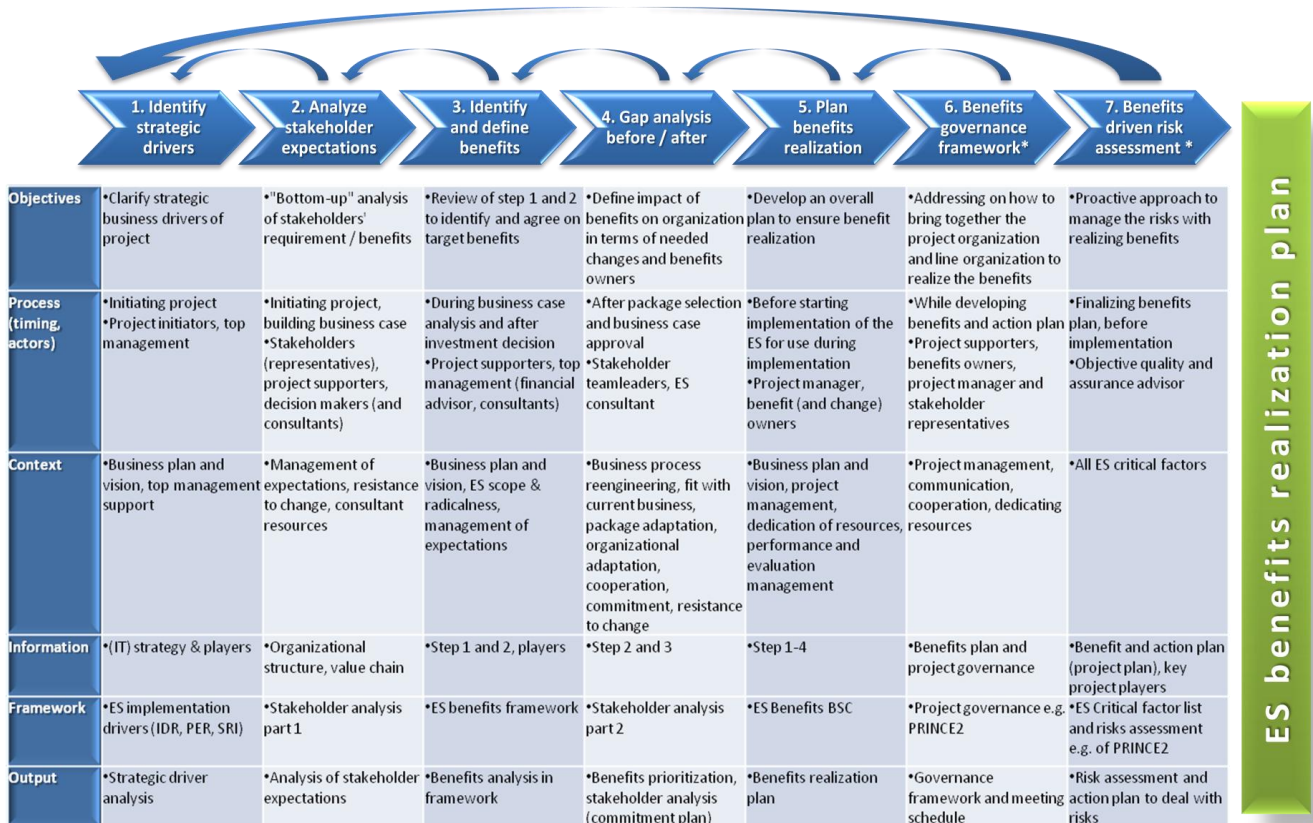 1. Identify
strategic
drivers
2. Analyze
stakeholder
expectations
3. Identify
and define
benefits
4. Gap analysis
before / after
5. Plan
benefits
realization
6. Benefits
governance
framework*
7. Benefits
driven risk
assessment *
Objectives
•Clarify strategic
business drivers of
project
•"Bottom-up" analysis
of stakeholders'
requirement / benefits
•Review of step 1 and 2
to identify and agree on
target benefits
•Define impact of
benefits on organization
in terms of needed
changes and benefits
owners
•Develop an overall
plan to ensure benefit
realization
•Addressing on how to
bring together the
project organization
and line organization to
realize the benefits
•Proactive approach to
manage the risks with
realizing benefits
Process
(timing,
actors)
•Initiating project
•Project initiators, top
management
•Initiating project,
building business case
•Stakeholders
(representatives),
project supporters,
decision makers (and
consultants)
•During business case
analysis and after
investment decision
•Project supporters, top
management (financial
advisor, consultants)
•After package selection
and business case
approval
•Stakeholder
teamleaders, ES
consultant
•Before starting
implementation of the
ES for use during
implementation
•Project manager,
benefit (and change)
owners
•While developing
benefits and action plan
•Project supporters,
benefits owners,
project manager and
stakeholder
representatives
•Finalizing benefits
plan, before
implementation
•Objective quality and
assurance advisor
Context
•Business plan and
vision, top management
support
•Management of
expectations, resistance
to change, consultant
resources
•Business plan and
vision, ES scope &
radicalness,
management of
expectations
•Business process
reengineering, fit with
current business,
package adaptation,
organizational
adaptation,
cooperation,
commitment, resistance
to change
•Business plan and
vision, project
management,
dedication of resources,
performance and
evaluation
management
•Project management,
communication,
cooperation, dedicating
resources
•All ES critical factors
Information
•(IT) strategy & players
•Organizational
structure, value chain
•Step 1 and 2, players
•Step 2 and 3
•Step 1-4
•Benefits plan and
project governance
•Benefit and action plan
(project plan), key
project players
Framework
•ES implementation
drivers (IDR, PER, SRI)
•Stakeholder analysis
part 1
•ES benefits framework
•Stakeholder analysis
part 2
•ES Benefits BSC
•Project governance e.g.
PRINCE2
•ES Critical factor list
and risks assessment
e.g. of PRINCE2
Output
•Strategic driver
analysis
•Analysis of stakeholder
expectations
•Benefits analysis in
framework
•Benefits prioritization,
stakeholder analysis
(commitment plan)
•Benefits realization
plan
•Governance
framework and meeting
schedule
•Risk assessment and
action plan to deal with
risks
ES benefits realization plan